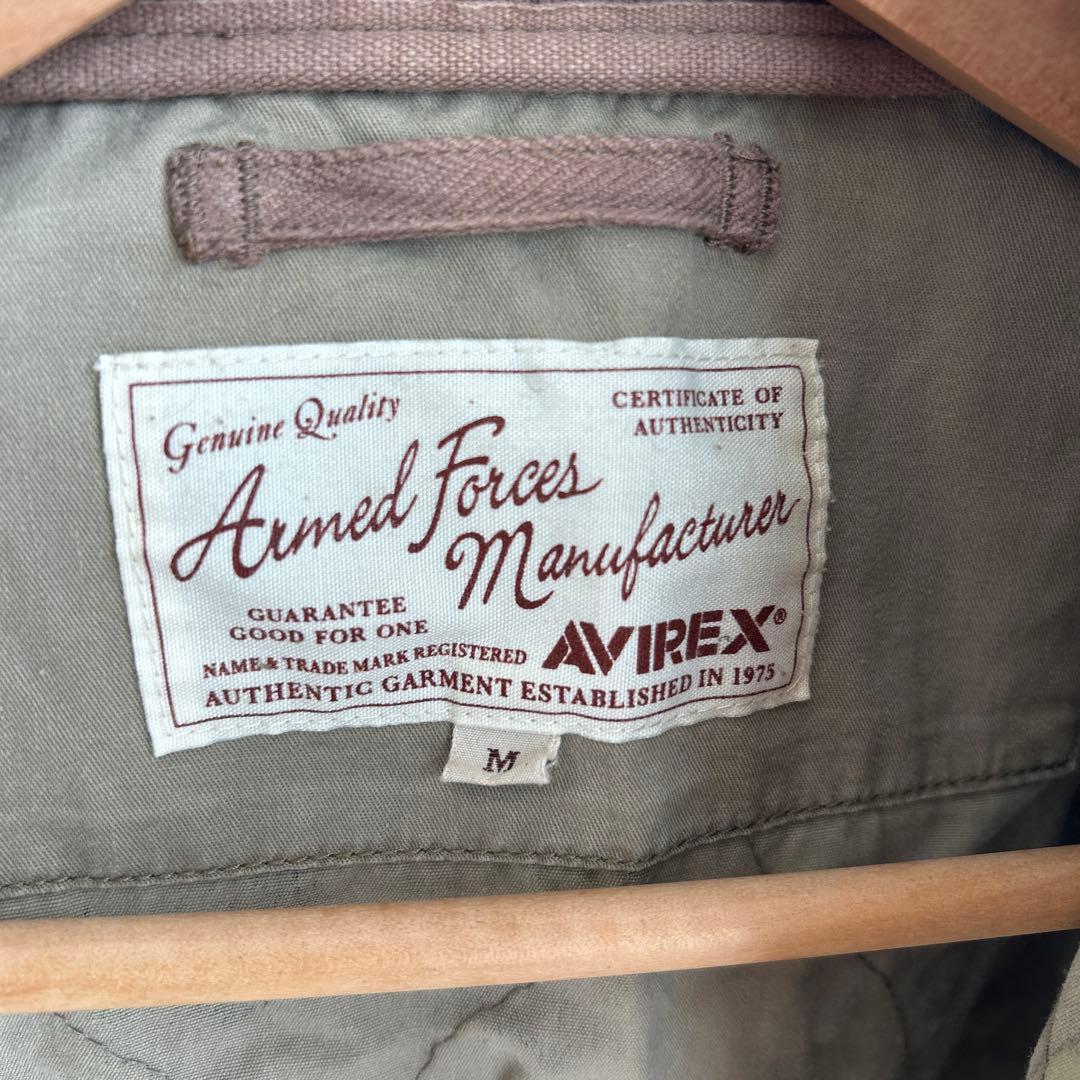 Genuine Quality
CERTIFICATE OF
AUTHENTICITY
Armed Forces
Manufacturer
GUARANTEE
GOOD FOR ONE
NAME & TRADE MARK REGISTERED
AVIREX®
AUTHENTIC GARMENT ESTABLISHED IN 1975
M